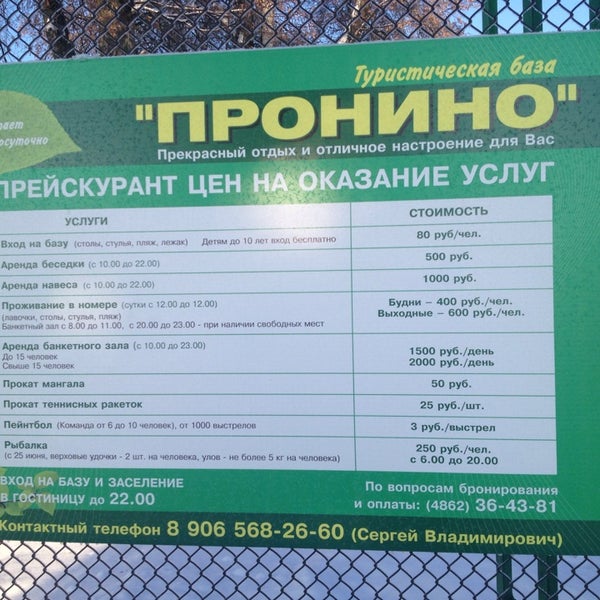 Туристическая база
"ПРОНИНО"
Прекрасный отдых и отличное настроение для Вас
ПРЕЙСКУРАНТ ЦЕН НА ОКАЗАНИЕ УСЛУГ
УСЛУГИ СТОИМОСТЬ
Вход на базу (столы, стулья, пляж, лежак) Детям до 10 лет вход бесплатно 80 руб/чел.
Аренда беседки (с 10.00 до 22.00) 500 руб.
Аренда навеса (с 10.00 до 22.00) 1000 руб.
Проживание в номере (сутки с 12.00 до 12.00) Будни – 400 руб./чел.
(лавочки, столы, стулья, пляж) Выходные – 600 руб./чел.
Банкетный зал с 8.00 до 11.00, с 20.00 до 23.00 - при наличии свободных мест
Аренда банкетного зала (с 10.00 до 23.00)
До 15 человек 1500 руб./день
Свыше 15 человек 2000 руб./день
Прокат мангала 50 руб.
Прокат теннисных ракеток 25 руб./шт.
Пейнтбол (Команда от 6 до 10 человек), от 1000 выстрелов 3 руб./выстрел
Рыбалка 250 руб./чел.
(с 25 июня, верховые удочки - 2 шт. на человека, улов - не более 5 кг на человека) с 6.00 до 20.00
ВХОД НА БАЗУ И ЗАСЕЛЕНИЕ
В ГОСТИНИЦУ ДО 22.00
По вопросам бронирования
и оплаты: (4862) 36-43-81
Контактный телефон 8 906 568-26-60 (Сергей Владимирович)